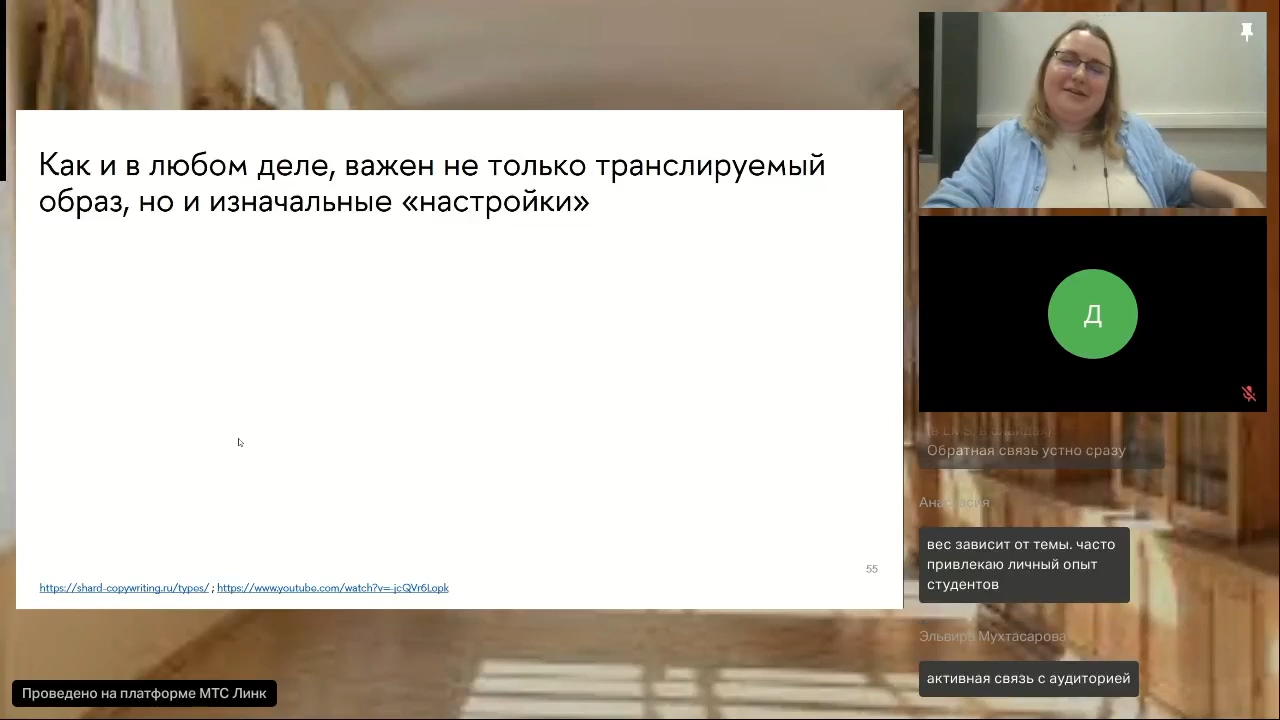 Как и в любом деле, важен не только транслируемый
образ, но и изначальные «настройки»
55
https://shard-copywriting.ru/types/ ; https://www.youtube.com/watch?v=-jcQVr6Lopk
Д
Обратная связь устно сразу
Анастасия
вес зависит от темы. часто
привлекаю личный опыт
студентов
Эльвира Мухтасарова
активная связь с аудиторией
Проведено на платформе МТС Линк